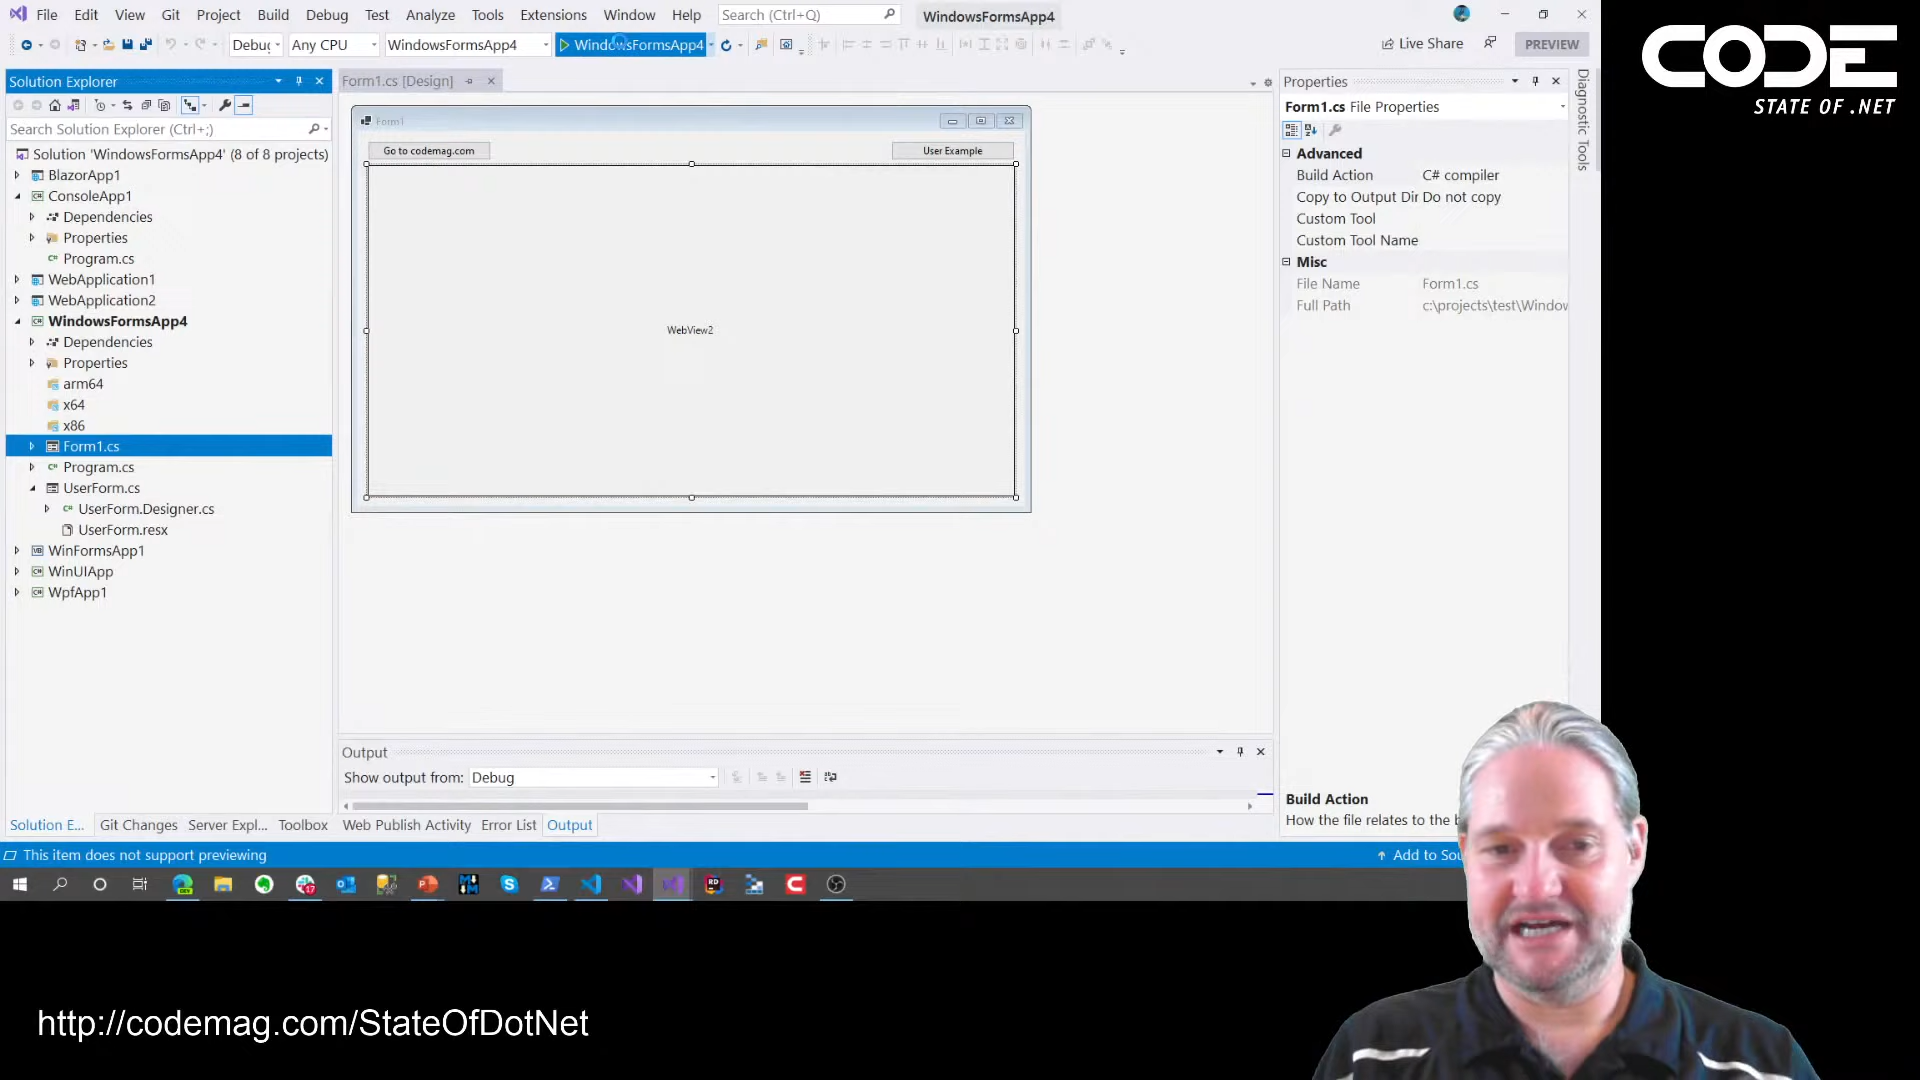 File Edit View Git Project Build Debug Test Analyze Tools Extensions Window Help Search (Ctrl+Q) WindowsFormsApp4
Debug Any CPU WindowsFormsApp4 WindowsFormsApp4 Live Share PREVIEW
CODE
STATE OF .NET
Solution Explorer
Search Solution Explorer (Ctrl+;)
Solution 'WindowsFormsApp4' (8 of 8 projects)
BlazorApp1
ConsoleApp1
Dependencies
Properties
Program.cs
WebApplication1
WebApplication2
WindowsFormsApp4
Dependencies
Properties
arm64
x64
x86
Form1.cs
Program.cs
UserForm.cs
UserForm.Designer.cs
UserForm.resx
WinFormsApp1
WinUIApp
WpfApp1
Form1.cs [Design]
Form1
Go to codemag.com User Example
WebView2
Properties
Form1.cs File Properties
Advanced
Build Action C# compiler
Copy to Output Dir Do not copy
Custom Tool
Custom Tool Name
Misc
File Name Form1.cs
Full Path c:\projects\test\Window
Build Action
How the file relates to the
Diagnostic Tools
Output
Show output from: Debug
Solution E... Git Changes Server Expl... Toolbox Web Publish Activity Error List Output
This item does not support previewing Add to Sou
17
http://codemag.com/StateOfDotNet